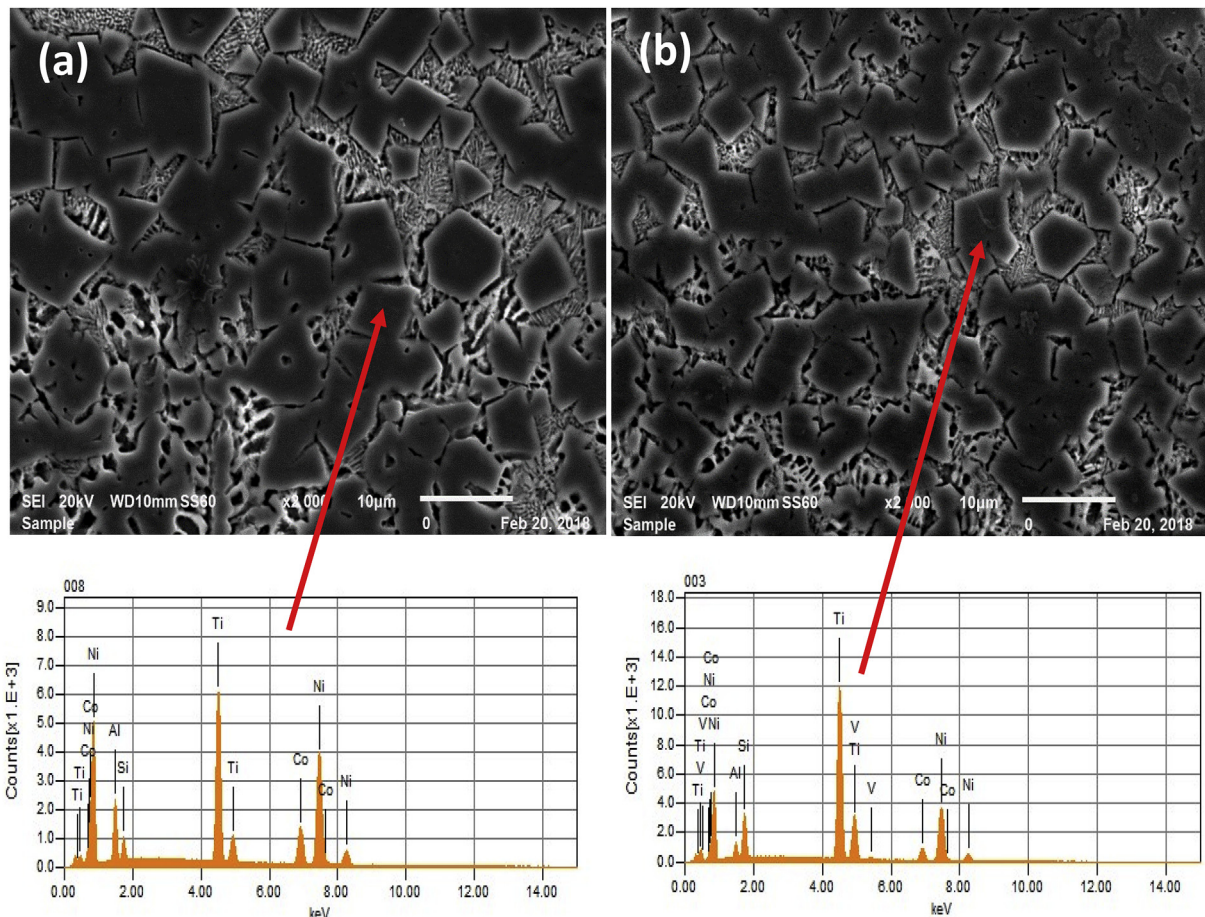 (a)
(b)
SEI 20kV WD10mm SS60 x2 000 10μm
Sample 0 Feb 20, 2018
SEI 20kV WD10mm SS60 x2 000 10μm
Sample 0 Feb 20, 2018
008
9.0
8.0
7.0
6.0
5.0
4.0
3.0
2.0
1.0
0.0
Counts[x1.E+3]
Ti
Ni
Co
Ni
Co
Ti
Ti
Al
Si
Ti
Co
Ni
Co
Ni
0.00 2.00 4.00 6.00 8.00 10.00 12.00 14.00
keV
003
18.0
16.0
14.0
12.0
10.0
8.0
6.0
4.0
2.0
0.0
Counts[x1.E+3]
Ti
Co
Ni
Co
V Ni
Ti
V
Ti
Al
Si
V
Ti
V
Co
Ni
Co
Ni
0.00 2.00 4.00 6.00 8.00 10.00 12.00 14.00
keV